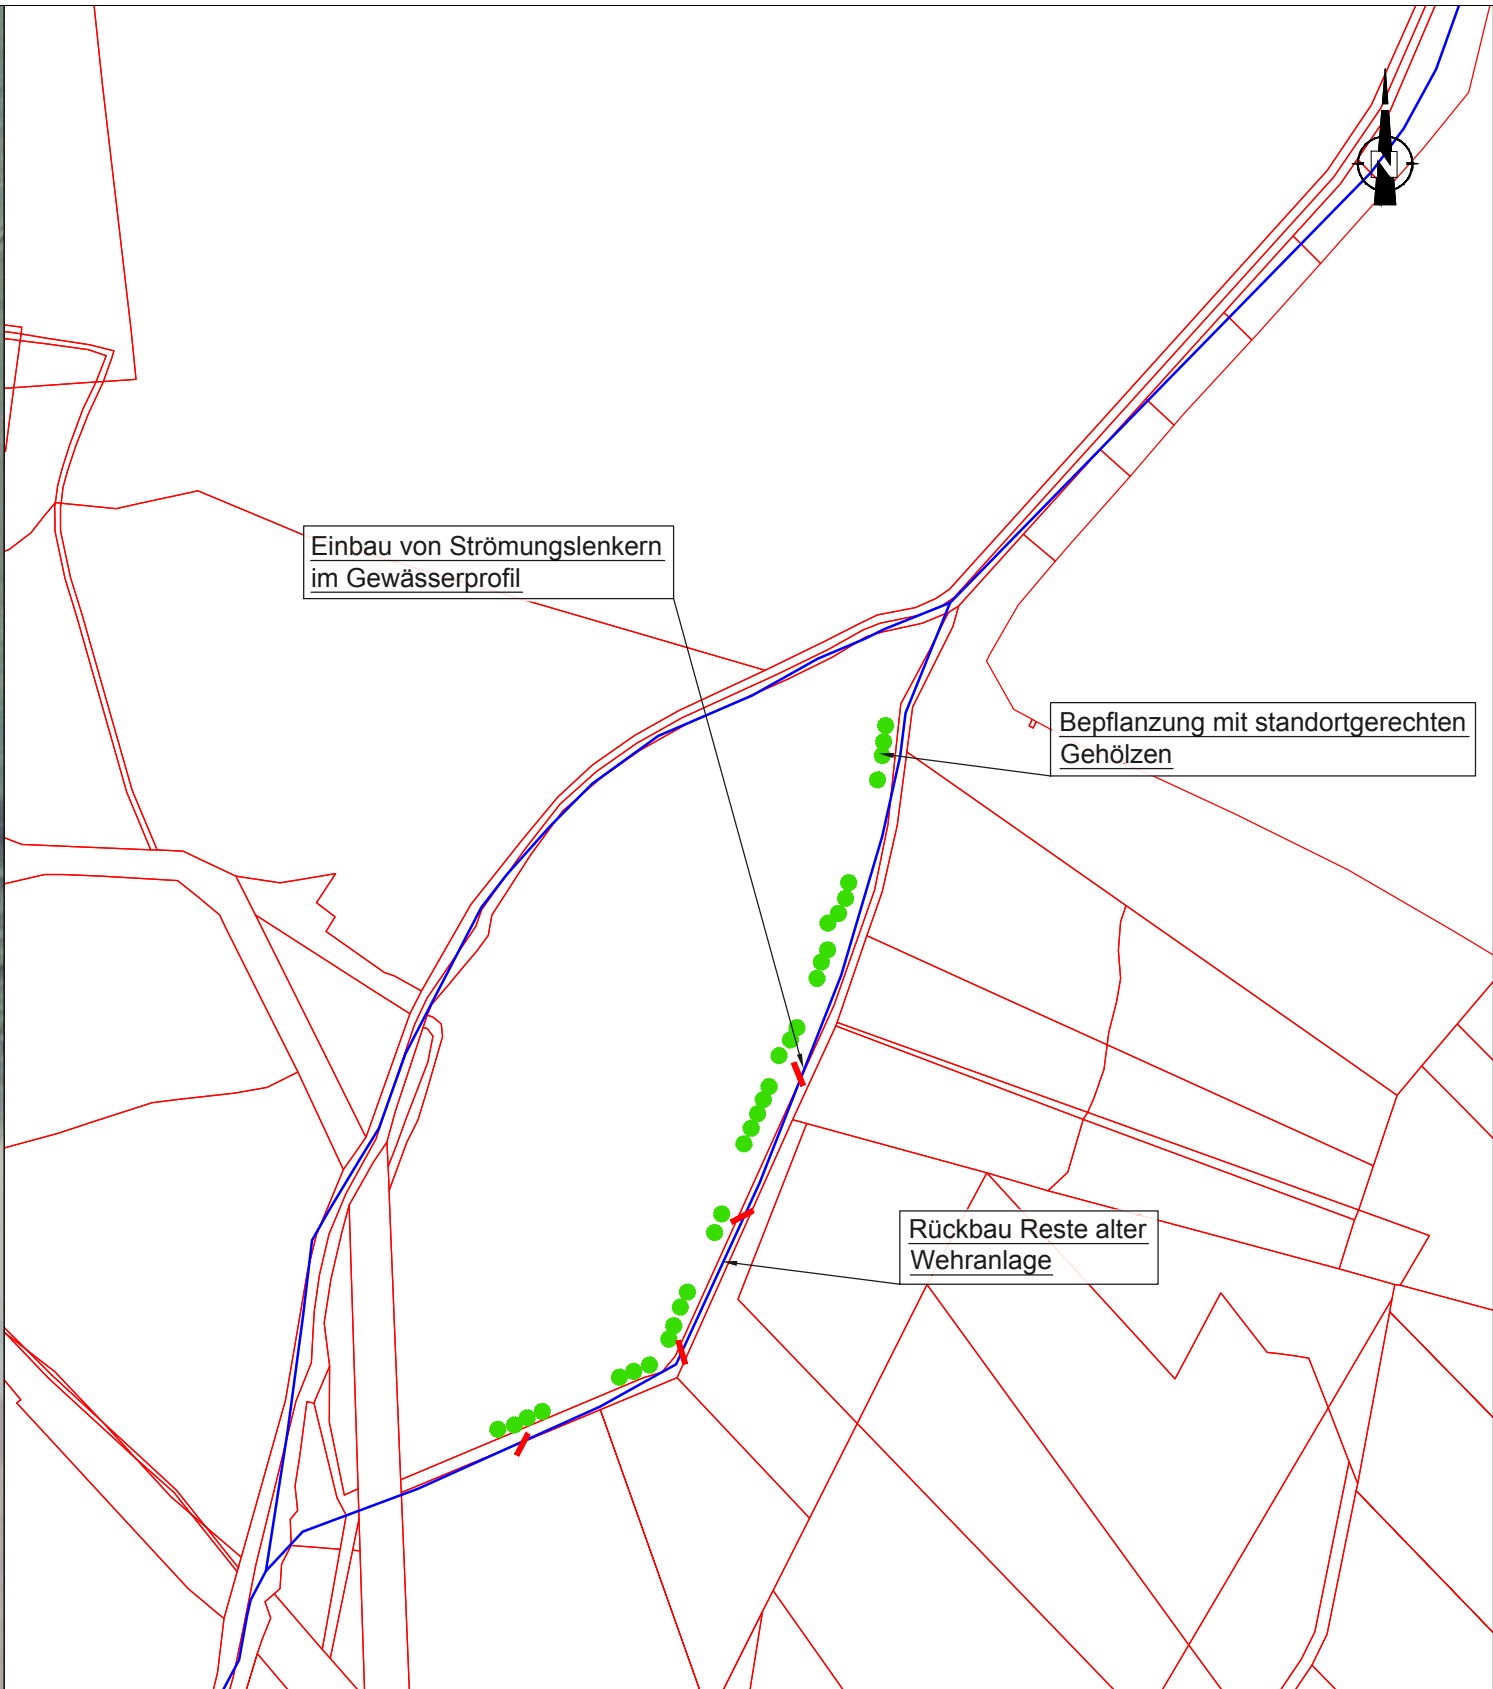 Einbau von Strömungslenkern
im Gewässerprofil
Bepflanzung mit standortgerechten
Gehölzen
Rückbau Reste alter
Wehranlage